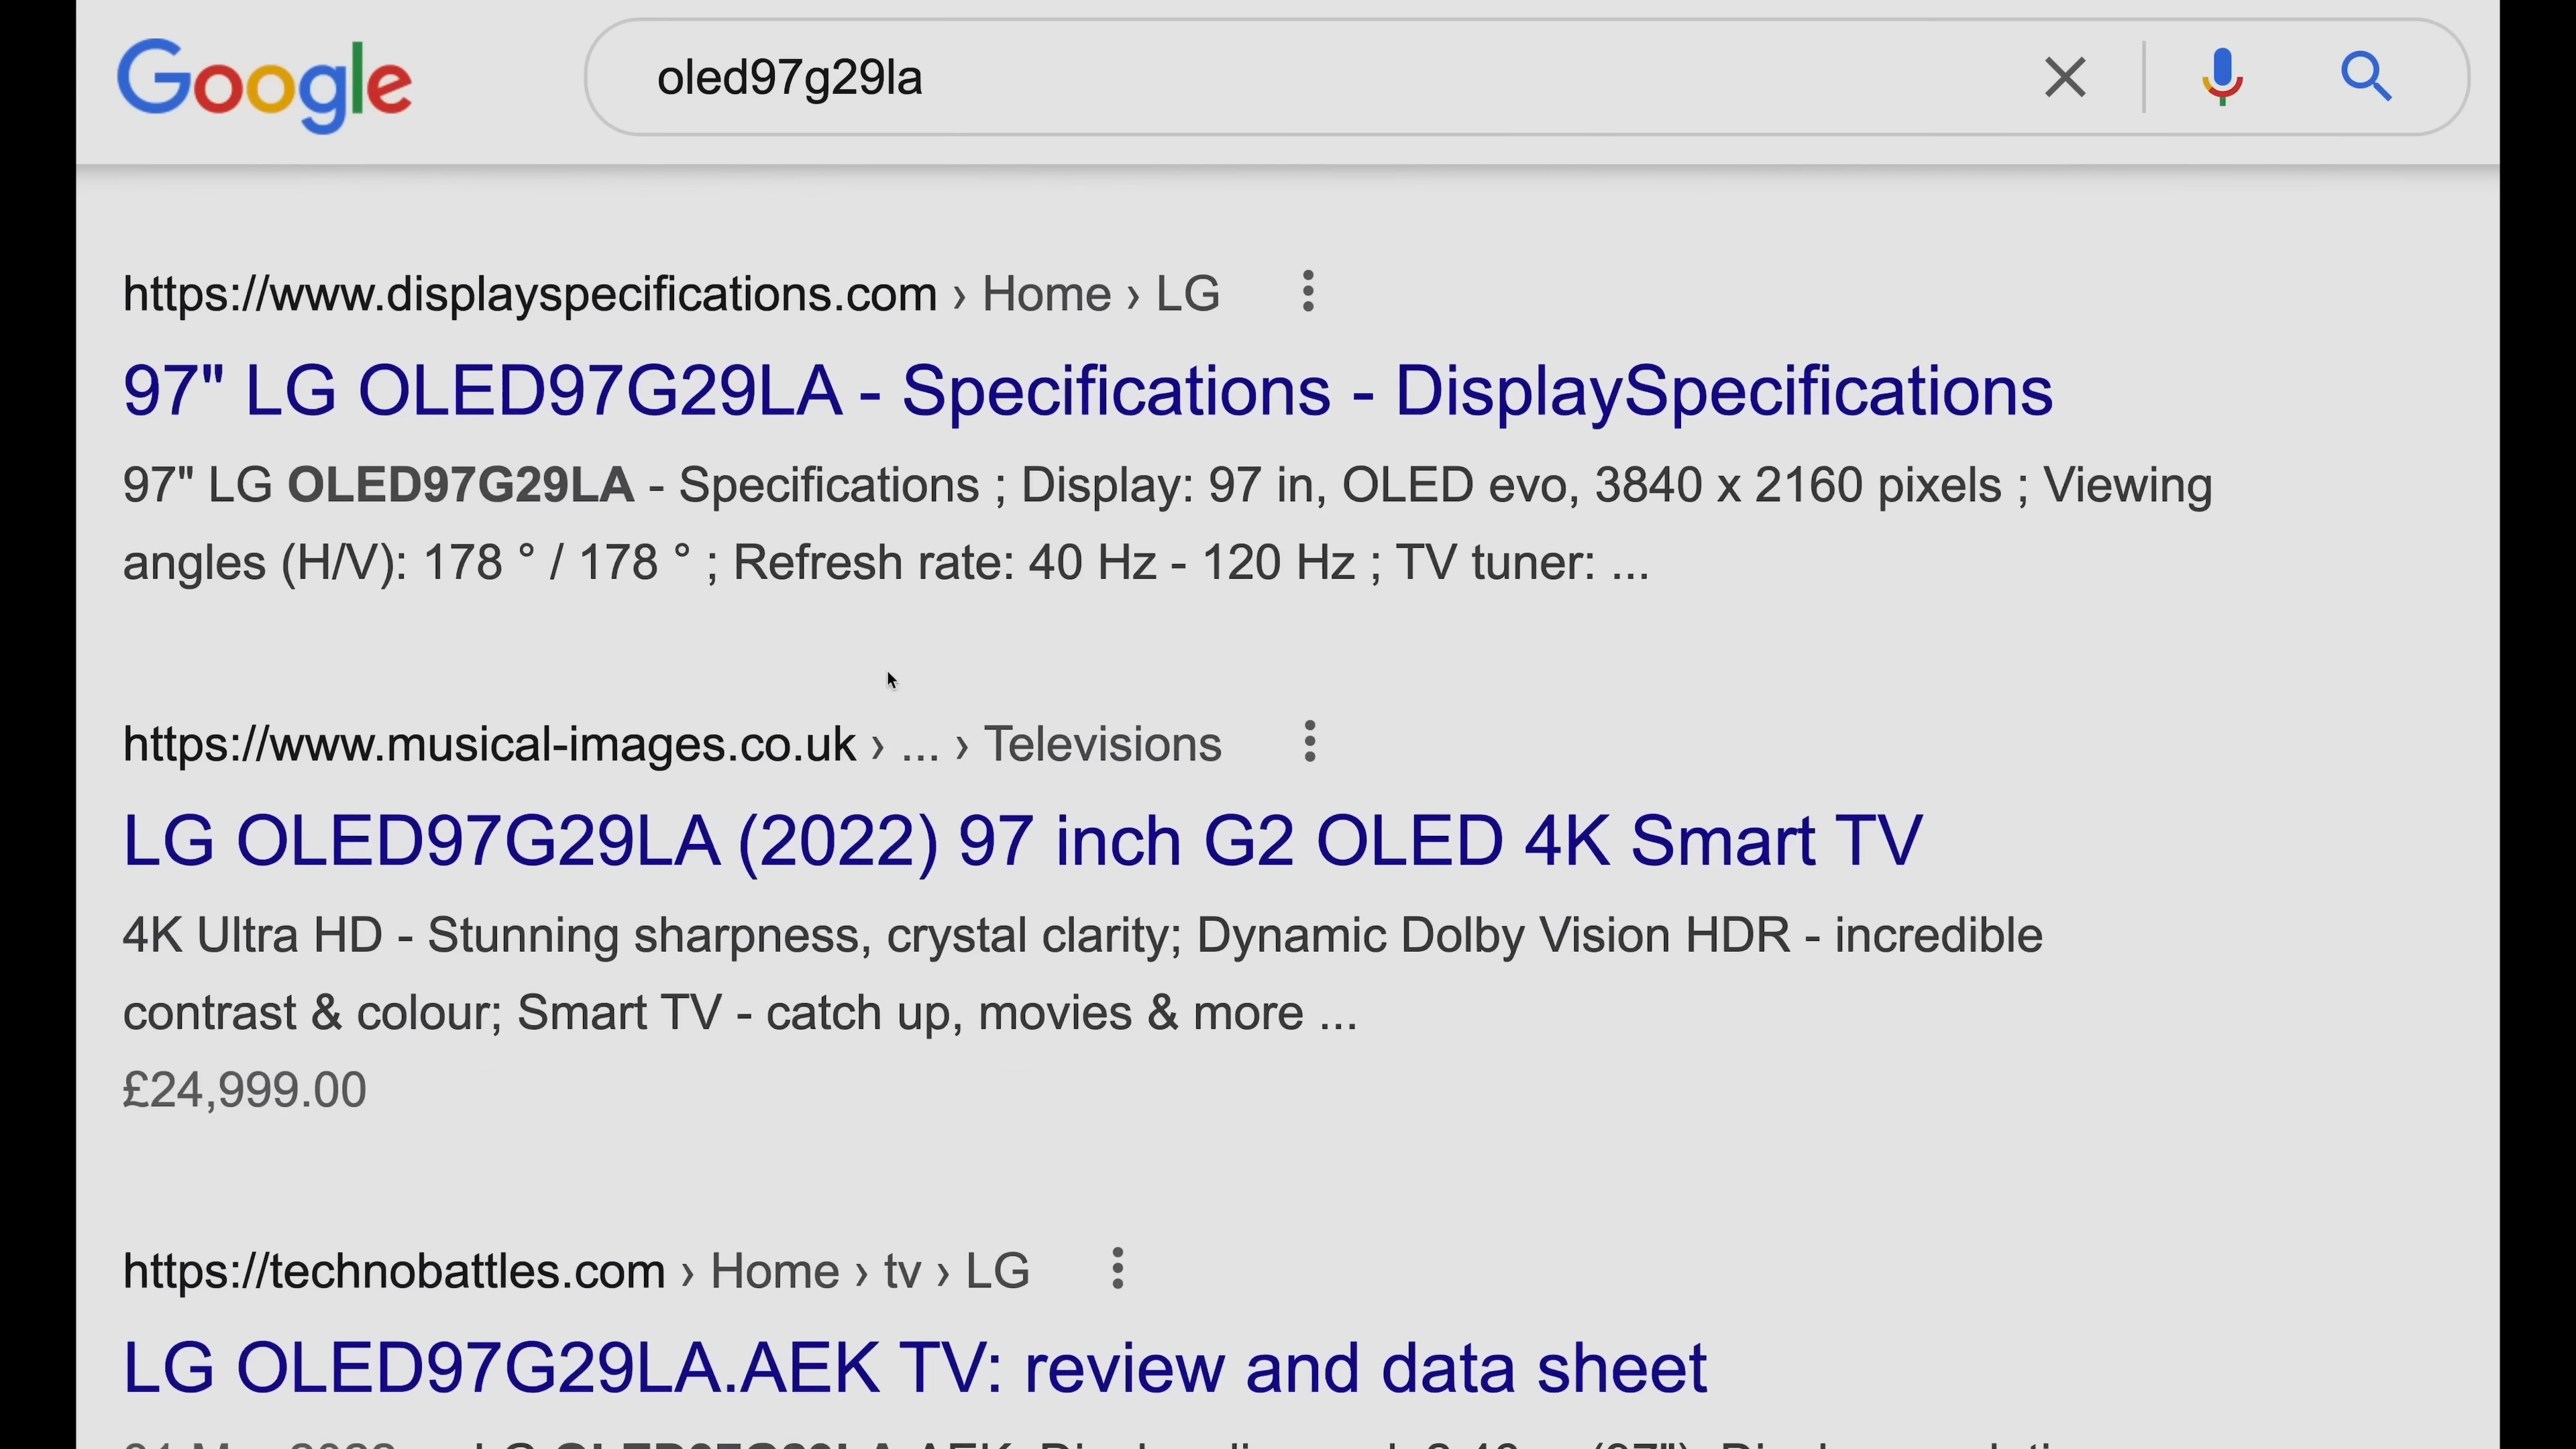 Google
oled97g29la
https://www.displayspecifications.com › Home › LG
97" LG OLED97G29LA - Specifications - DisplaySpecifications
97" LG OLED97G29LA - Specifications ; Display: 97 in, OLED evo, 3840 x 2160 pixels ; Viewing
angles (H/V): 178 ° / 178 ° ; Refresh rate: 40 Hz - 120 Hz ; TV tuner: ...
https://www.musical-images.co.uk › ... › Televisions
LG OLED97G29LA (2022) 97 inch G2 OLED 4K Smart TV
4K Ultra HD - Stunning sharpness, crystal clarity; Dynamic Dolby Vision HDR - incredible
contrast & colour; Smart TV - catch up, movies & more ...
£24,999.00
https://technobattles.com › Home › tv › LG
LG OLED97G29LA.AEK TV: review and data sheet